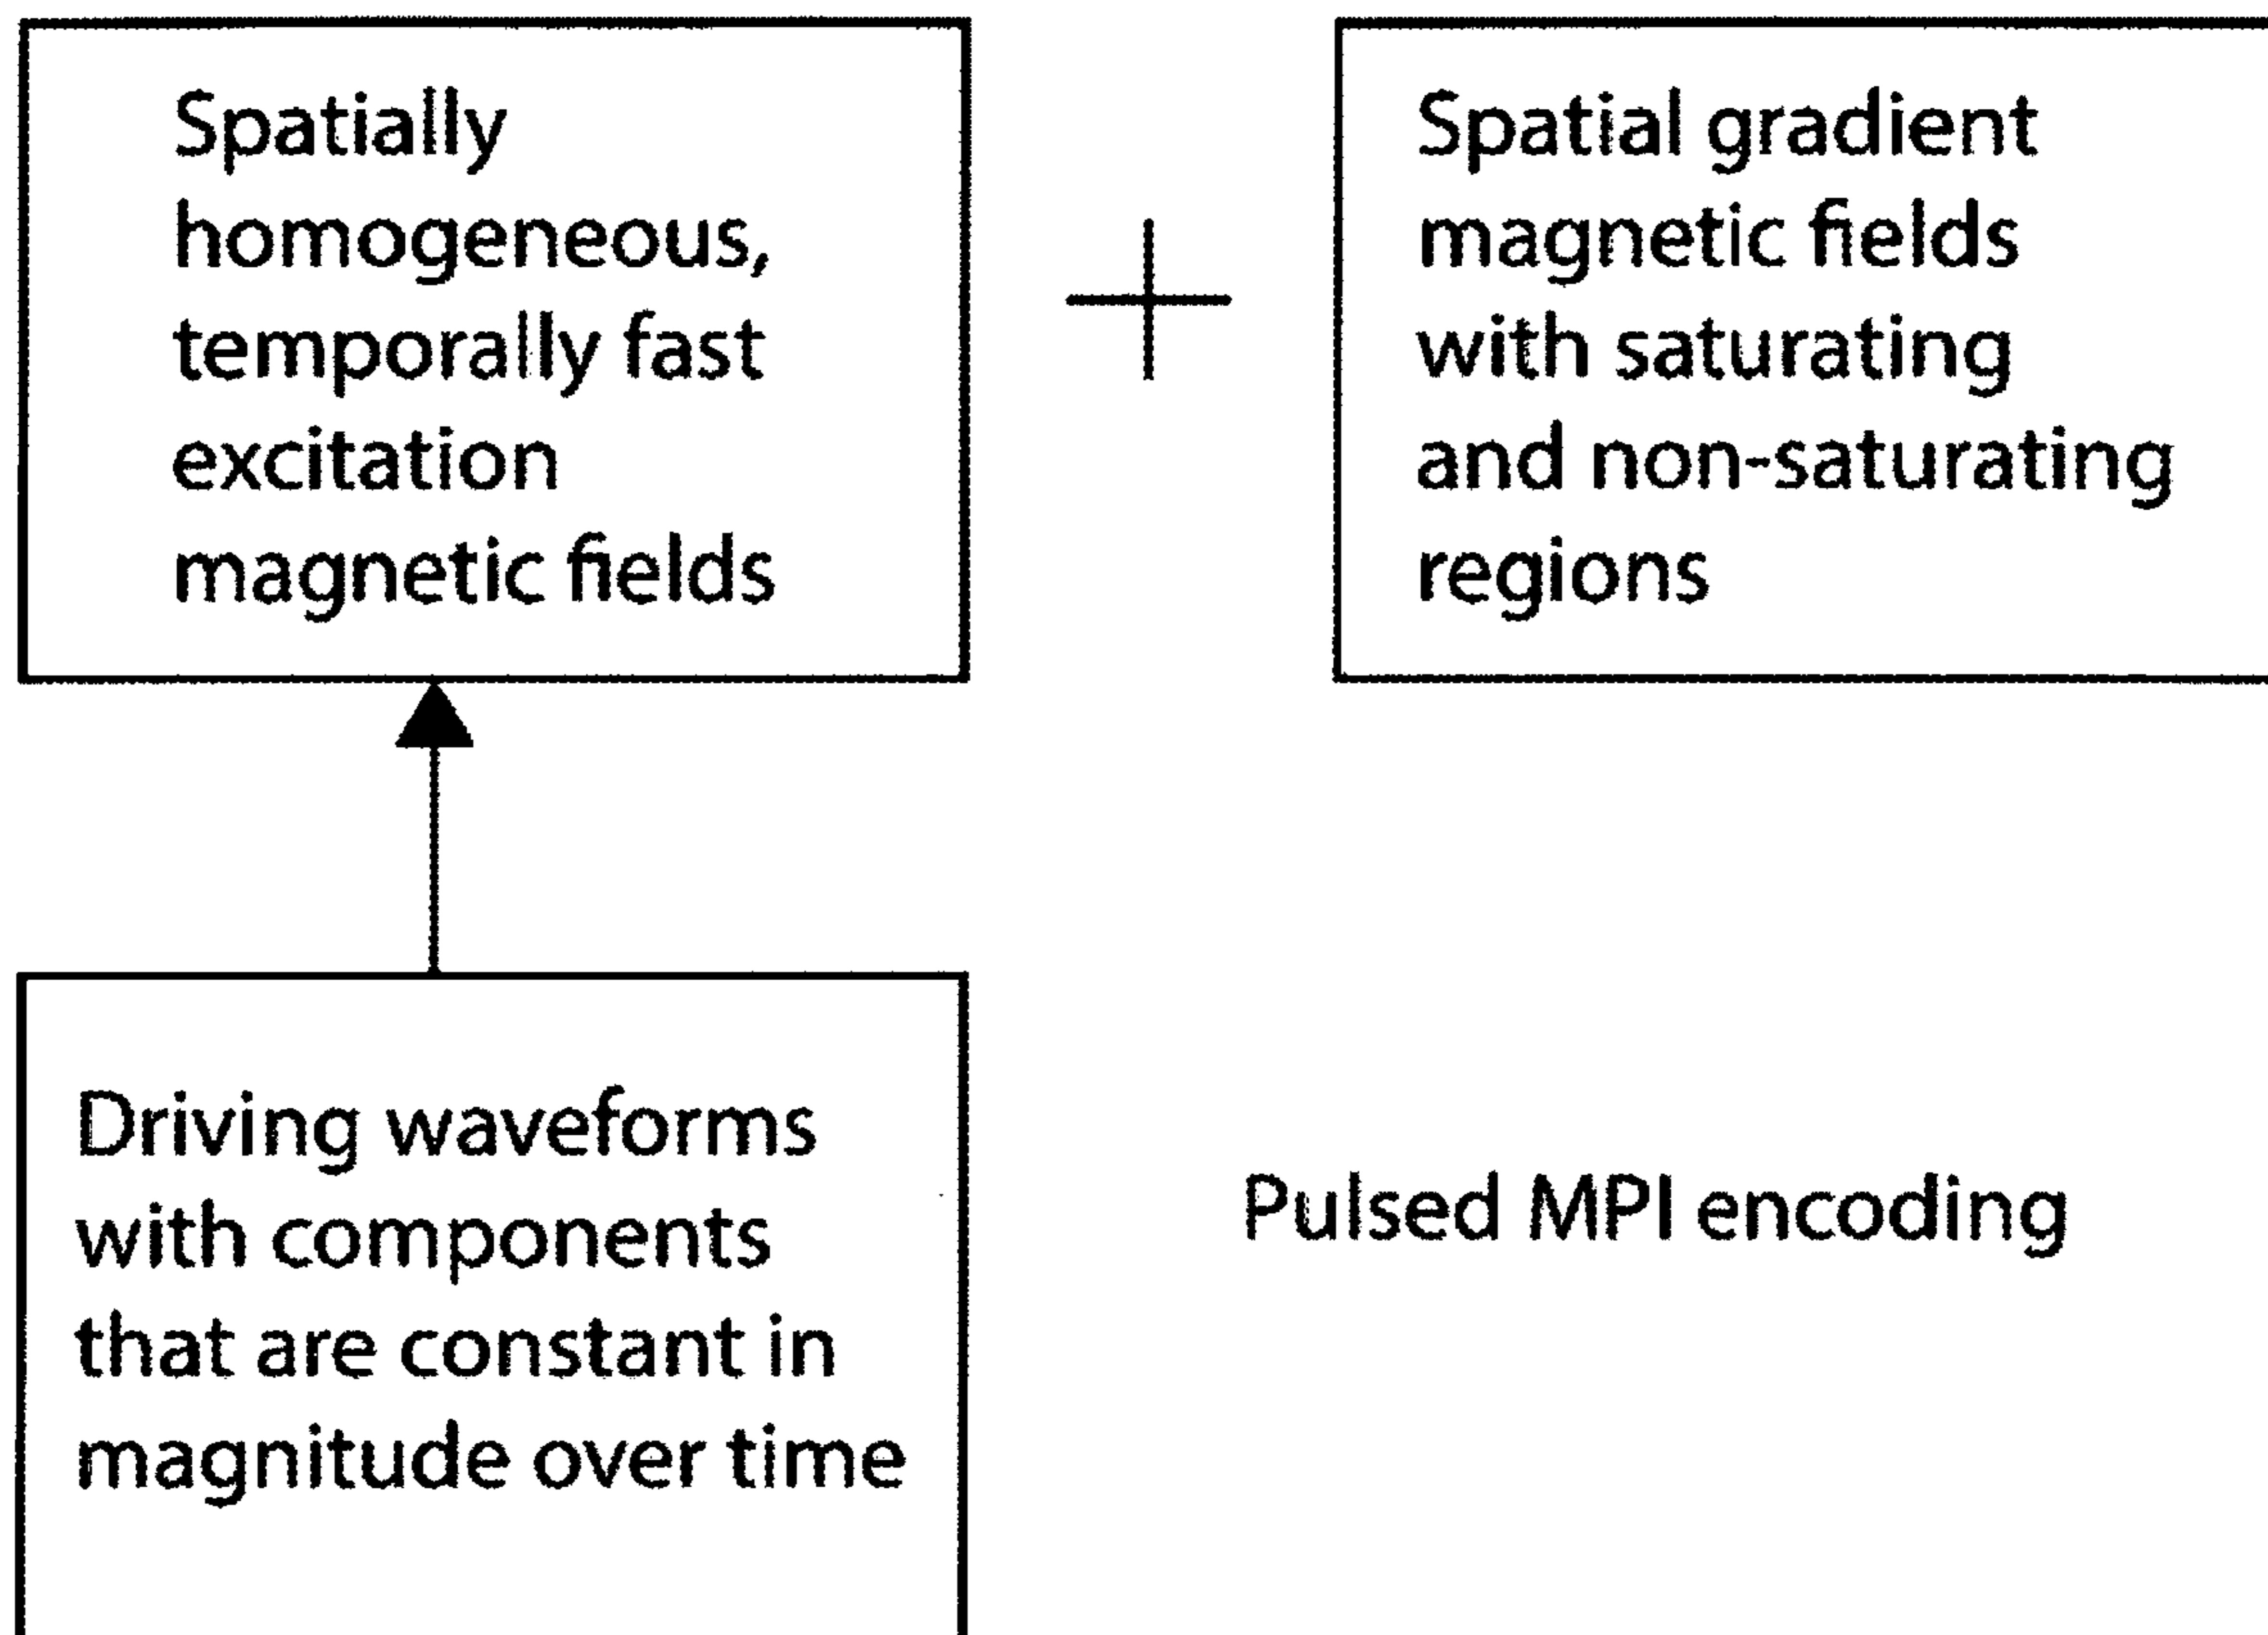 Spatially
homogeneous,
temporally fast
excitation
magnetic fields
+
Spatial gradient
magnetic fields
with saturating
and non-saturating
regions
Driving waveforms
with components
that are constant in
magnitude over time
Pulsed MPI encoding